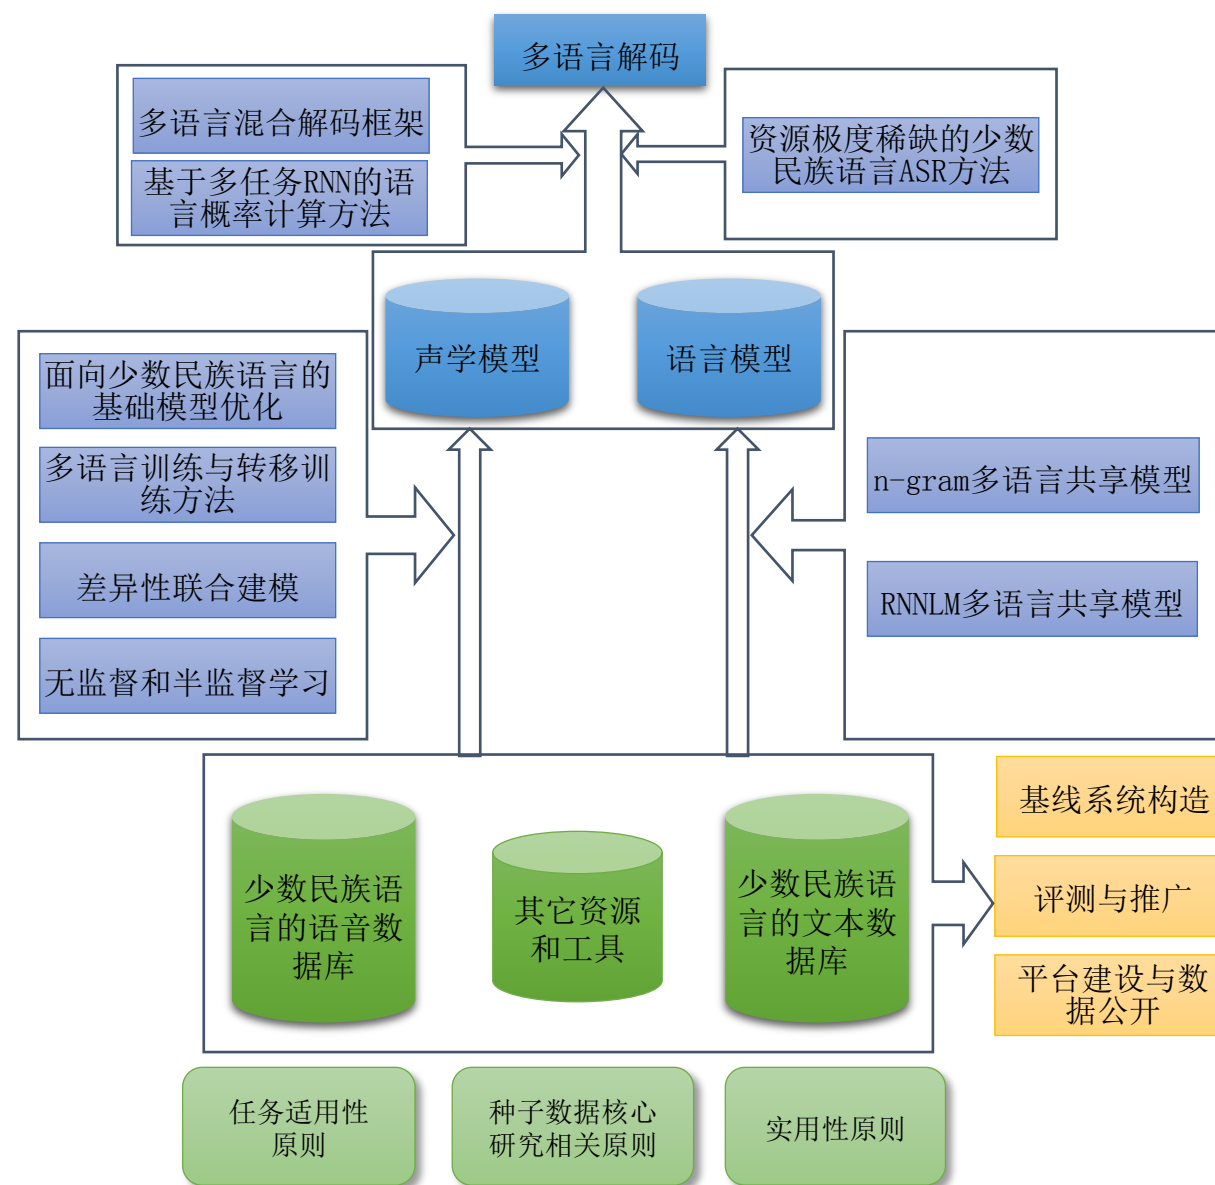 多语言解码
多语言混合解码框架
基于多任务RNN的语
言概率计算方法
资源极度稀缺的少数
民族语言ASR方法
声学模型
语言模型
面向少数民族语言的
基础模型优化
多语言训练与转移训
练方法
差异性联合建模
无监督和半监督学习
n-gram多语言共享模型
RNNLM多语言共享模型
少数民族语
言的语音数
据库
其它资源
和工具
少数民族语
言的文本数
据库
基线系统构造
评测与推广
平台建设与数
据公开
任务适用性
原则
种子数据核心
研究相关原则
实用性原则